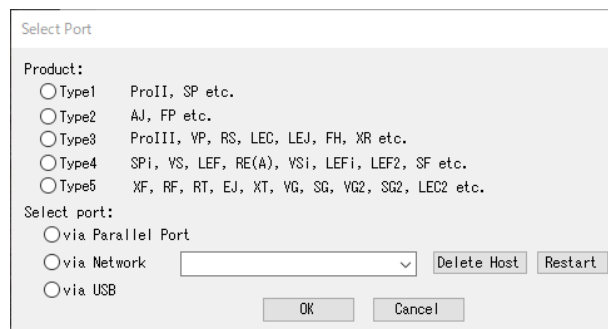 Select Port
Product:
Type1 ProII, SP etc.
Type2 AJ, FP etc.
Type3 ProIII, VP, RS, LEC, LEJ, FH, XR etc.
Type4 SPi, VS, LEF, RE(A), VSi, LEFi, LEF2, SF etc.
Type5 XF, RF, RT, EJ, XT, VG, SG, VG2, SG2, LEC2 etc.
Select port:
via Parallel Port
via Network Delete Host Restart
via USB
OK Cancel